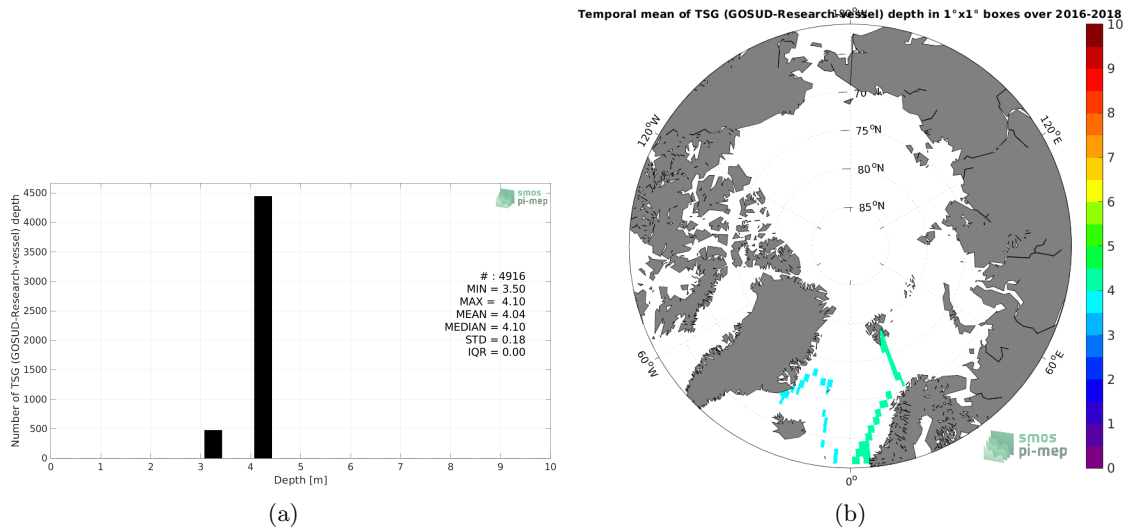 Temporal mean of TSG (GOSUD-Research-vessel) depth in 1°x1° boxes over 2016-2018
180°W
120°W
120°E
60°W
60°E
0°
70
75°N
80°N
85°N
10
9
8
7
6
5
4
3
2
1
0
smos
pi-mep
Number of TSG (GOSUD-Research-vessel) depth
4500
4000
3500
3000
2500
2000
1500
1000
500
0
smos
pi-mep
# : 4916
MIN = 3.50
MAX = 4.10
MEAN = 4.04
MEDIAN = 4.10
STD = 0.18
IQR = 0.00
0 1 2 3 4 5 6 7 8 9 10
Depth [m]
(a)
(b)